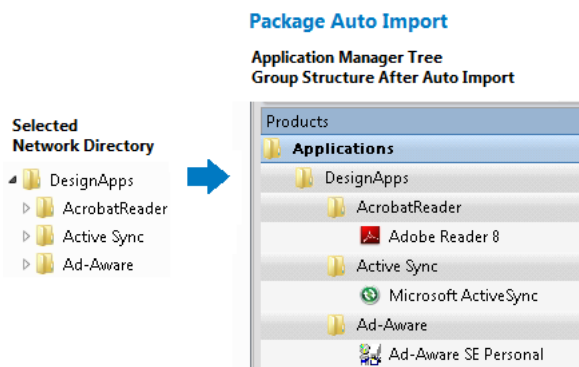 Package Auto Import
Application Manager Tree
Group Structure After Auto Import
Selected
Network Directory
DesignApps
AcrobatReader
Active Sync
Ad-Aware
Products
Applications
DesignApps
AcrobatReader
Adobe Reader 8
Active Sync
Microsoft ActiveSync
Ad-Aware
Ad-Aware SE Personal